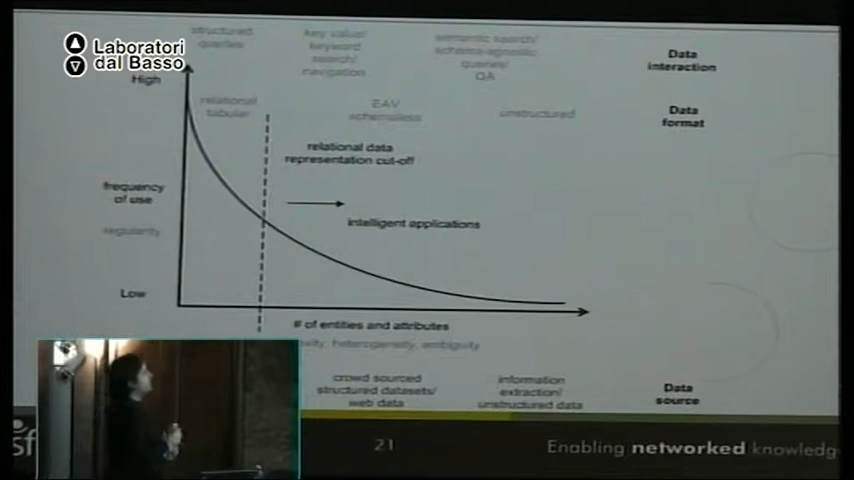 Laboratori
dal Basso
structured
queries
key value/
keyword
search/
navigation
semantic search/
schema-agnostic
queries/
QA
Data
interaction
High
relational
tabular
EAV
schemaless
unstructured
Data
format
relational data
representation cut-off
frequency
of use
intelligent applications
regularity
Low
# of entities and attributes
heterogeneity, ambiguity
crowd sourced
structured datasets/
web data
information
extraction/
unstructured data
Data
source
21
Enabling networked knowledg